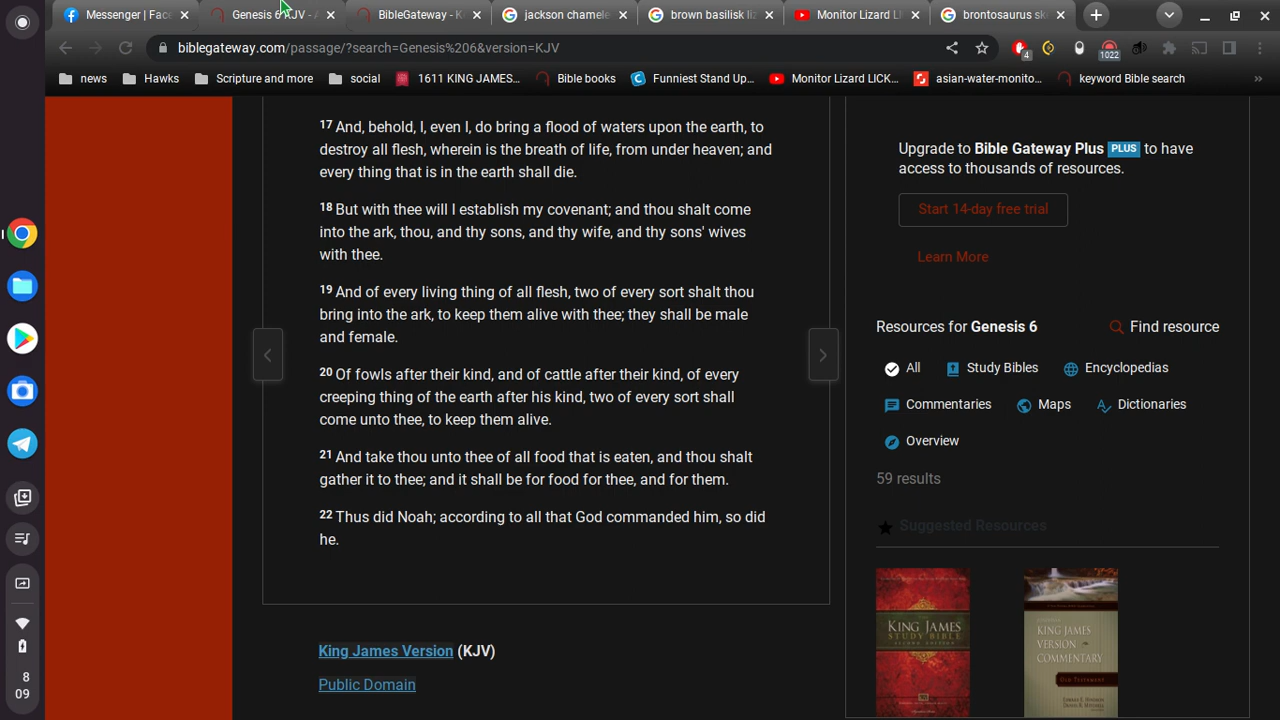 Messenger | Face
Genesis 6 KJV - A
BibleGateway - K
jackson chamele
brown basilisk liz
Monitor Lizard LIC
brontosaurus ske
biblegateway.com/passage/?search=Genesis%206&version=KJV
4
1022
news
Hawks
Scripture and more
social
1611 KING JAMES...
Bible books
Funniest Stand Up...
Monitor Lizard LICK...
asian-water-monito...
keyword Bible search
»
17 And, behold, I, even I, do bring a flood of waters upon the earth, to
destroy all flesh, wherein is the breath of life, from under heaven; and
every thing that is in the earth shall die.
18 But with thee will I establish my covenant; and thou shalt come
into the ark, thou, and thy sons, and thy wife, and thy sons' wives
with thee.
19 And of every living thing of all flesh, two of every sort shalt thou
bring into the ark, to keep them alive with thee; they shall be male
and female.
20 Of fowls after their kind, and of cattle after their kind, of every
creeping thing of the earth after his kind, two of every sort shall
come unto thee, to keep them alive.
21 And take thou unto thee of all food that is eaten, and thou shalt
gather it to thee; and it shall be for food for thee, and for them.
22 Thus did Noah; according to all that God commanded him, so did
he.
King James Version (KJV)
Public Domain
Upgrade to Bible Gateway Plus PLUS to have
access to thousands of resources.
Start 14-day free trial
Learn More
Resources for Genesis 6
Find resource
All
Study Bibles
Encyclopedias
Commentaries
Maps
Dictionaries
Overview
59 results
Suggested Resources
KING JAMES
STUDY BIBLE
SECOND EDITION
KING JAMES
VERSION
COMMENTARY
OLD TESTAMENT
8
09